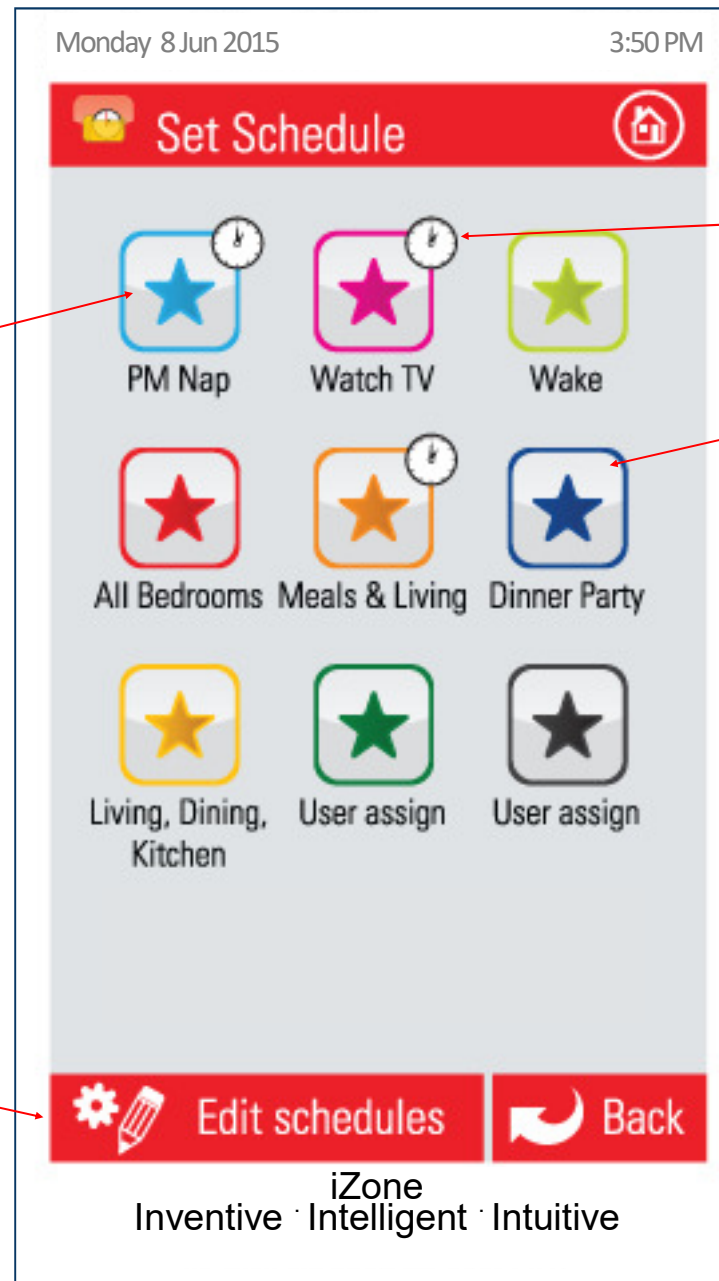 Monday 8 Jun 2015 3:50 PM
Set Schedule
PM Nap Watch TV Wake
All Bedrooms Meals & Living Dinner Party
Living, Dining, User assign User assign
Kitchen
Edit schedules Back
iZone
Inventive · Intelligent · Intuitive